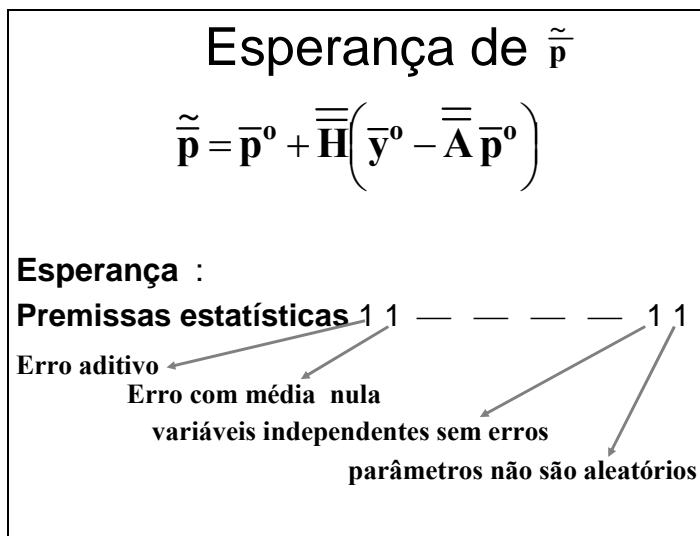 Esperança de p̃̅
p̃̅ = p̅° + H̿(y̅° − A̿ p̅°)
Esperança :
Premissas estatísticas 1 1 — — — — 1 1
Erro aditivo
Erro com média nula
variáveis independentes sem erros
parâmetros não são aleatórios